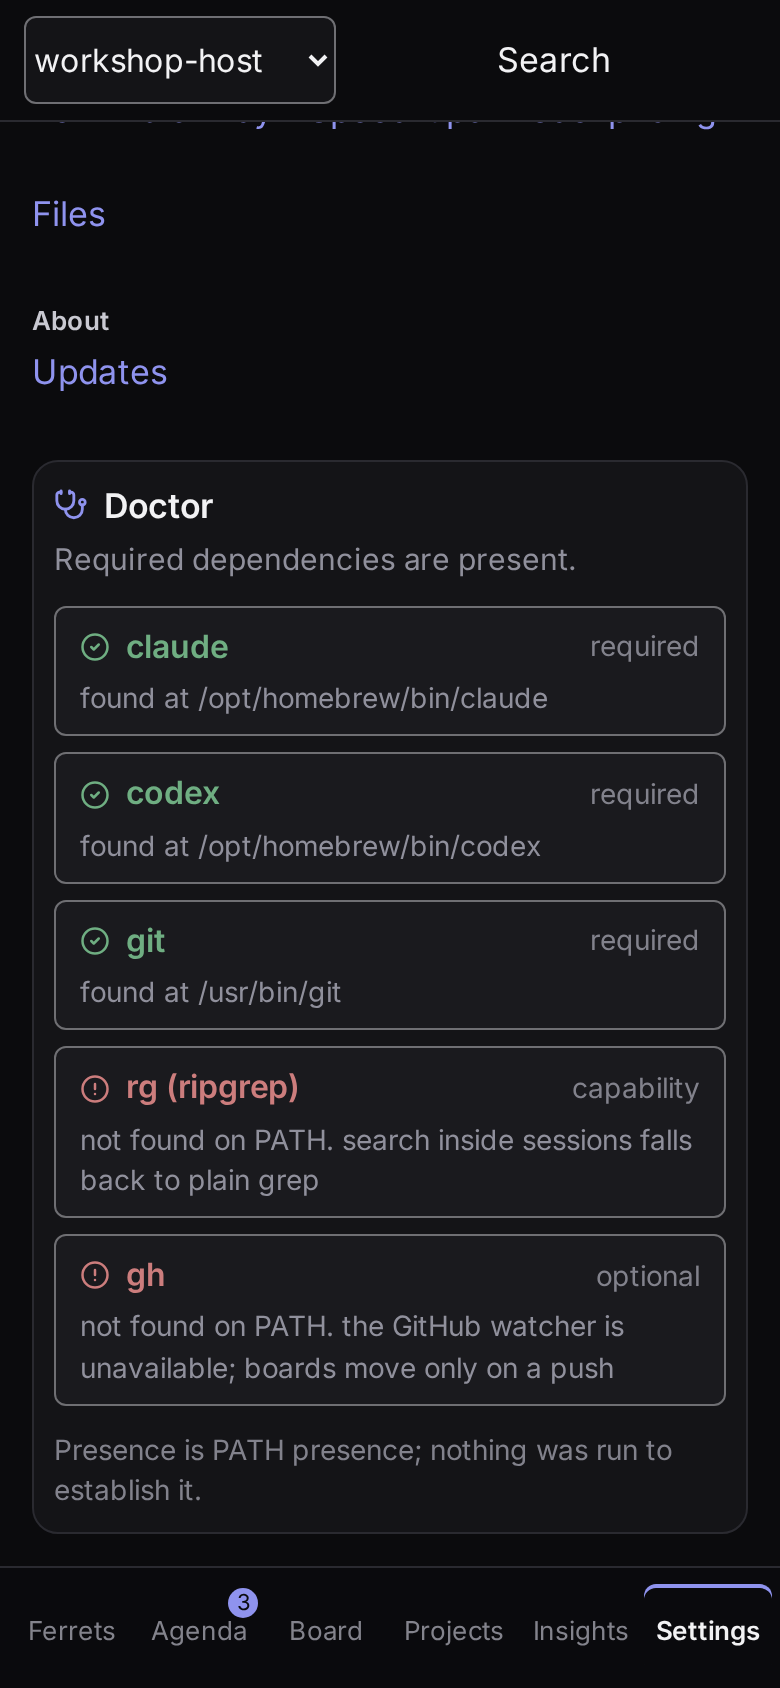 workshop-host
Search
Files
About
Updates
Doctor
Required dependencies are present.
claude required
found at /opt/homebrew/bin/claude
codex required
found at /opt/homebrew/bin/codex
git required
found at /usr/bin/git
rg (ripgrep) capability
not found on PATH. search inside sessions falls
back to plain grep
gh optional
not found on PATH. the GitHub watcher is
unavailable; boards move only on a push
Presence is PATH presence; nothing was run to
establish it.
3
Ferrets Agenda Board Projects Insights Settings